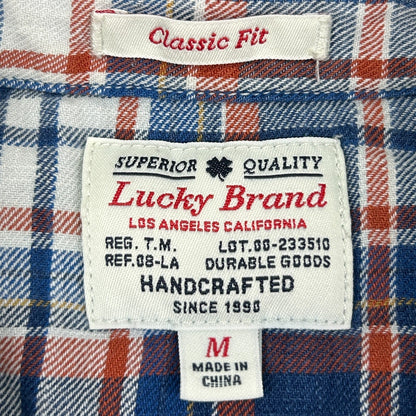 Classic Fit
SUPERIOR QUALITY
Lucky Brand
LOS ANGELES CALIFORNIA
REG. T.M. LOT.08-233510
REF.08-LA DURABLE GOODS
HANDCRAFTED
SINCE 1990
M
MADE IN
CHINA